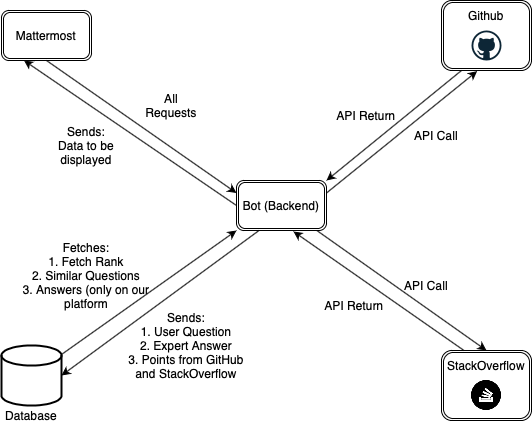 Github
Mattermost
All
Requests
API Return
API Call
Sends:
Data to be
displayed
Bot (Backend)
Fetches:
1. Fetch Rank
2. Similar Questions
3. Answers (only on our
platform
API Call
API Return
Sends:
1. User Question
2. Expert Answer
3. Points from GitHub
and StackOverflow
StackOverflow
Database